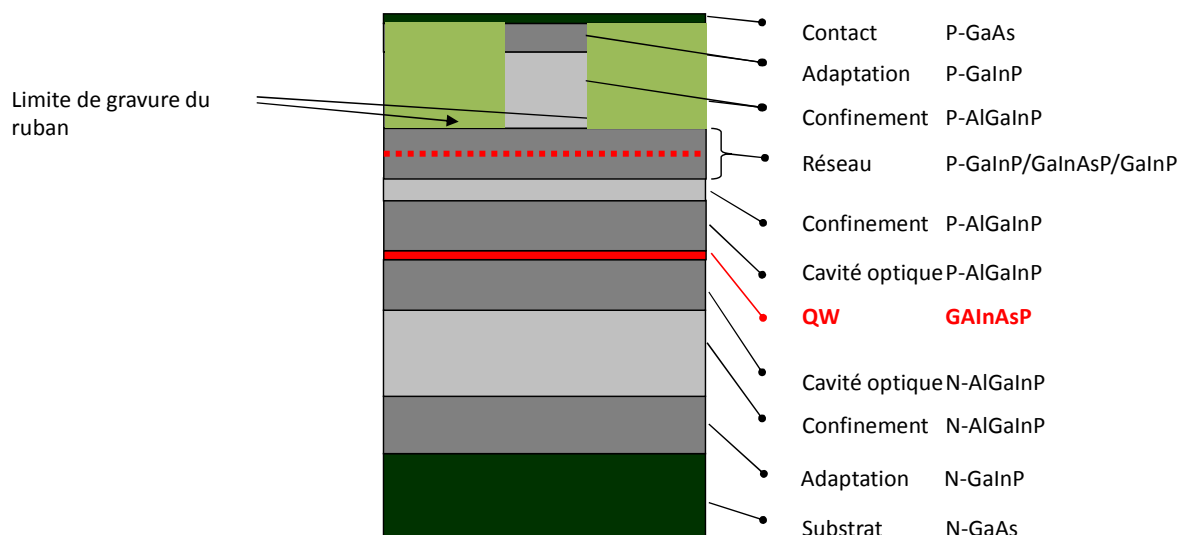 Contact P-GaAs
Adaptation P-GaInP
Limite de gravure du
ruban
Confinement P-AlGaInP
Réseau P-GaInP/GaInAsP/GaInP
Confinement P-AlGaInP
Cavité optique P-AlGaInP
QW GAInAsP
Cavité optique N-AlGaInP
Confinement N-AlGaInP
Adaptation N-GaInP
Substrat N-GaAs